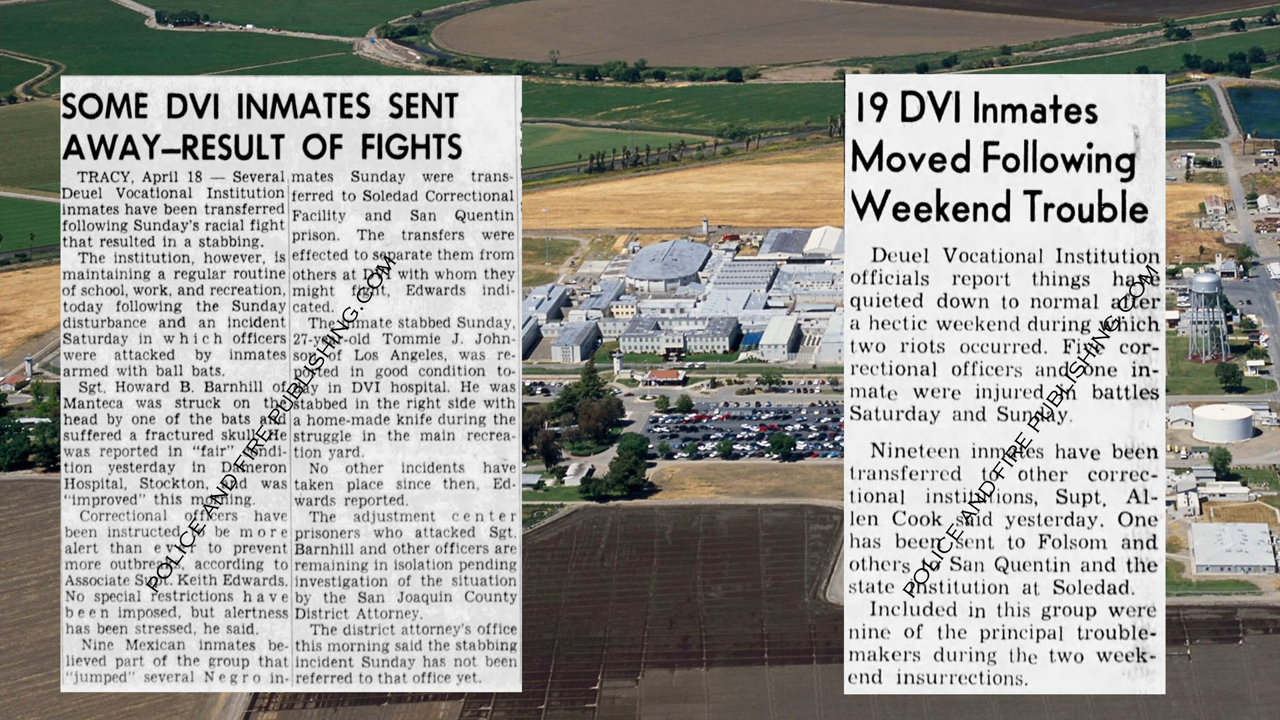 SOME DVI INMATES SENT
AWAY—RESULT OF FIGHTS
TRACY, April 18 — Several
Deuel Vocational Institution
inmates have been transferred
following Sunday's racial fight
that resulted in a stabbing.
The institution, however, is
maintaining a regular routine
of school, work, and recreation,
today following the Sunday
disturbance and an incident
Saturday in which officers
were attacked by inmates
armed with ball bats.
Sgt. Howard B. Barnhill of
Manteca was struck on the
head by one of the bats and
suffered a fractured skull. He
was reported in "fair" condi-
tion yesterday in Dameron
Hospital, Stockton, and was
"improved" this morning.
Correctional officers have
been instructed to be more
alert than ever to prevent
more outbreaks, according to
Associate Supt. Keith Edwards.
No special restrictions have
been imposed, but alertness
has been stressed, he said.
Nine Mexican inmates be-
lieved part of the group that
"jumped" several Negro in-
mates Sunday were trans-
ferred to Soledad Correctional
Facility and San Quentin
prison. The transfers were
effected to separate them from
others at DVI with whom they
might fight, Edwards indi-
cated.
The inmate stabbed Sunday,
27-year-old Tommie J. John-
son of Los Angeles, was re-
ported in good condition to-
day in DVI hospital. He was
stabbed in the right side with
a home-made knife during the
struggle in the main recrea-
tion yard.
No other incidents have
taken place since then, Ed-
wards reported.
The adjustment center
prisoners who attacked Sgt.
Barnhill and other officers are
remaining in isolation pending
investigation of the situation
by the San Joaquin County
District Attorney.
The district attorney's office
this morning said the stabbing
incident Sunday has not been
referred to that office yet.
POLICE AND FIRE PUBLISHING.COM
19 DVI Inmates
Moved Following
Weekend Trouble
Deuel Vocational Institution
officials report things have
quieted down to normal after
a hectic weekend during which
two riots occurred. Five cor-
rectional officers and one in-
mate were injured in battles
Saturday and Sunday.
Nineteen inmates have been
transferred to other correc-
tional institutions, Supt. Al-
len Cook said yesterday. One
has been sent to Folsom and
others to San Quentin and the
state institution at Soledad.
Included in this group were
nine of the principal trouble-
makers during the two week-
end insurrections.
POLICE AND FIRE PUBLISHING.COM